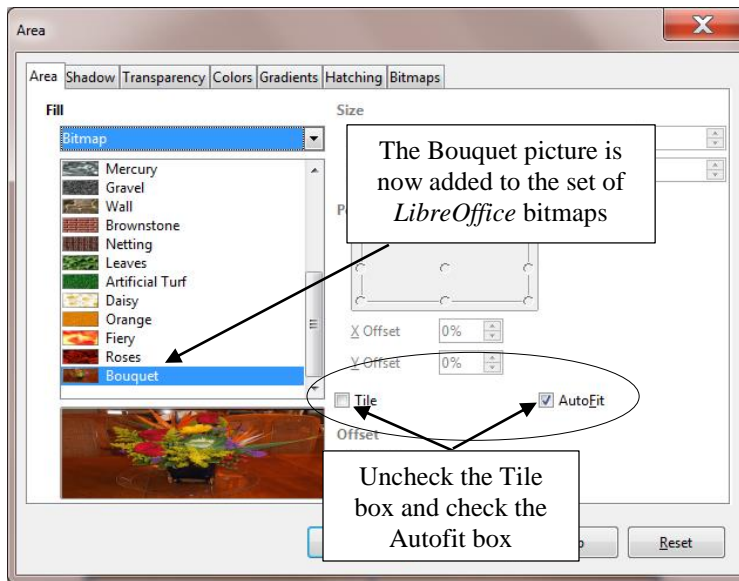 Area
Area Shadow Transparency Colors Gradients Hatching Bitmaps
Fill
Size
Bitmap
The Bouquet picture is
now added to the set of
LibreOffice bitmaps
Mercury
Gravel
Wall
Brownstone
Netting
Leaves
Artificial Turf
Daisy
Orange
Fiery
Roses
Bouquet
X Offset 0%
Y Offset 0%
Tile
AutoFit
Offset
Uncheck the Tile
box and check the
Autofit box
Reset